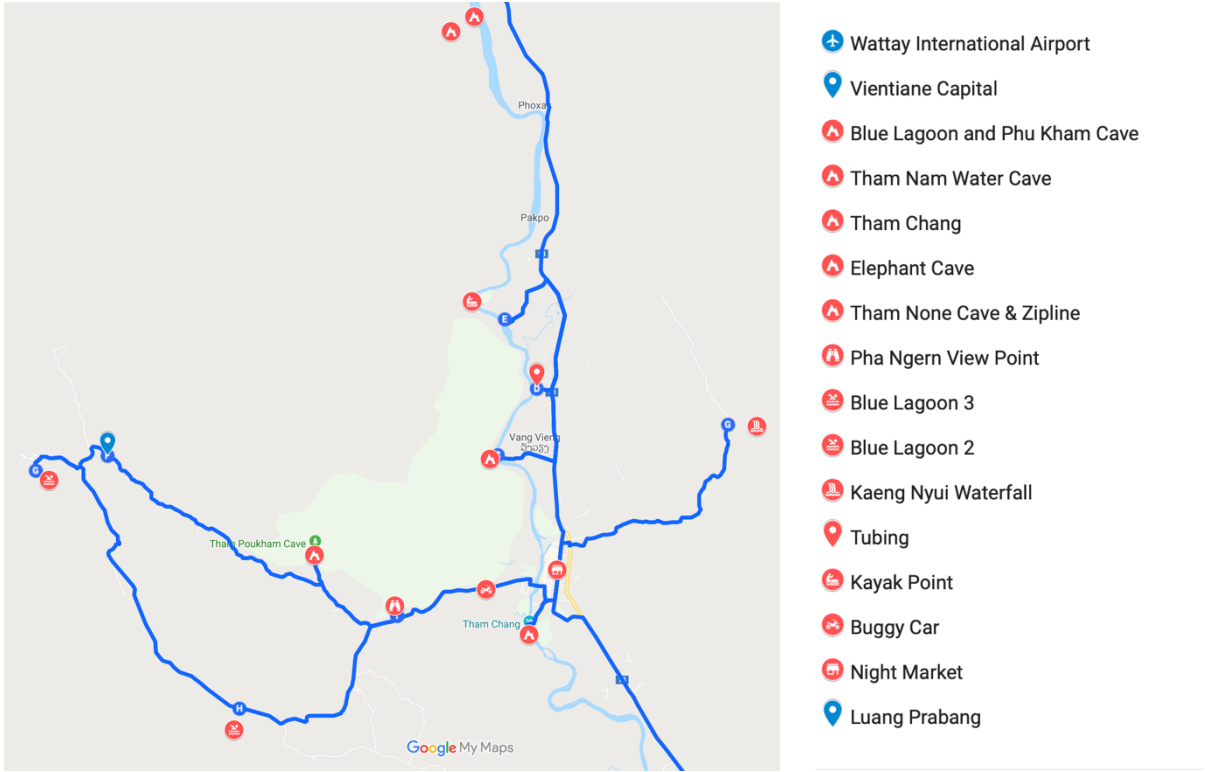 Phoxa
Pakpo
E
Vang Vieng
ວັງວຽງ
G
G
Tham Poukham Cave
Tham Chang
H
Google My Maps
Wattay International Airport
Vientiane Capital
Blue Lagoon and Phu Kham Cave
Tham Nam Water Cave
Tham Chang
Elephant Cave
Tham None Cave & Zipline
Pha Ngern View Point
Blue Lagoon 3
Blue Lagoon 2
Kaeng Nyui Waterfall
Tubing
Kayak Point
Buggy Car
Night Market
Luang Prabang